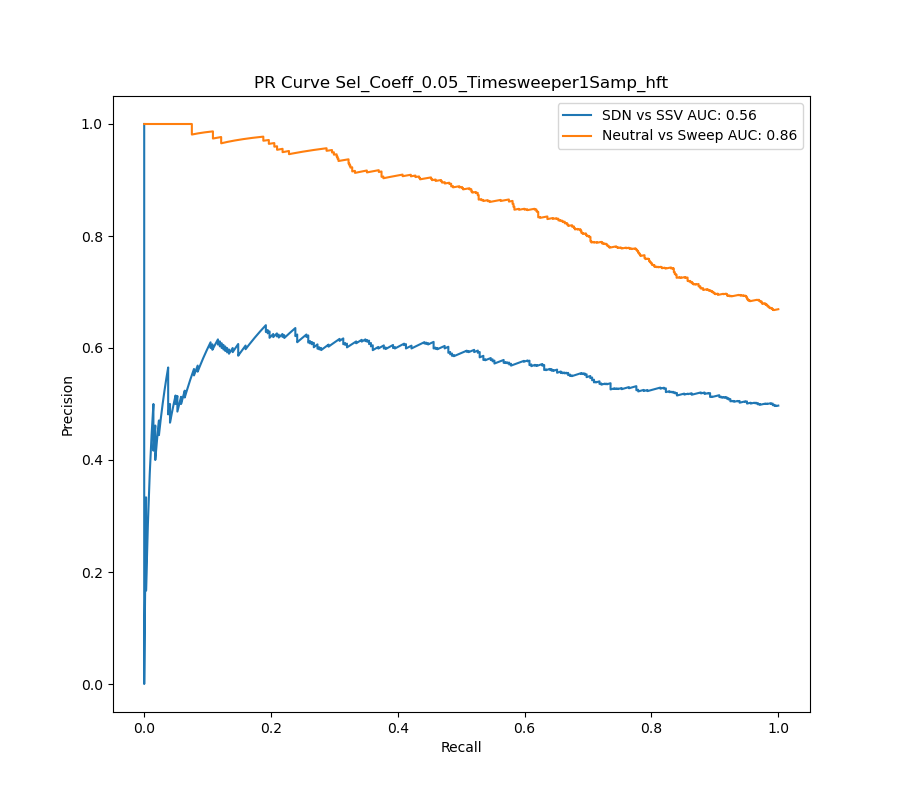 PR Curve Sel_Coeff_0.05_Timesweeper1Samp_hft
SDN vs SSV AUC: 0.56
Neutral vs Sweep AUC: 0.86
1.0
0.8
0.6
0.4
0.2
0.0
Precision
0.0 0.2 0.4 0.6 0.8 1.0
Recall